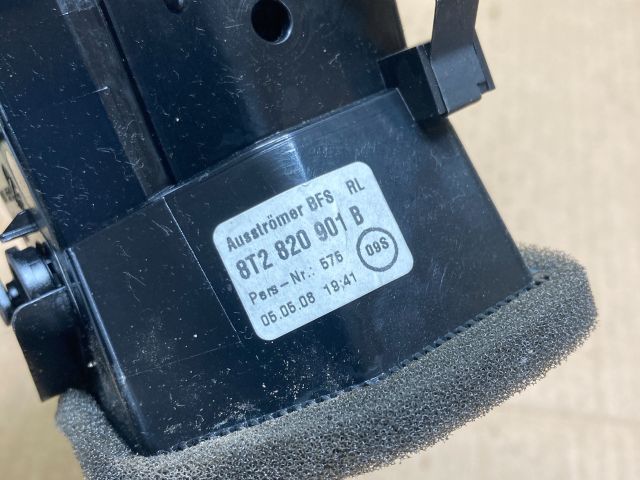 Ausströmer BFS RL
8T2 820 901 B
Pers-Nr.: 575 09S
05.05.08 19:41